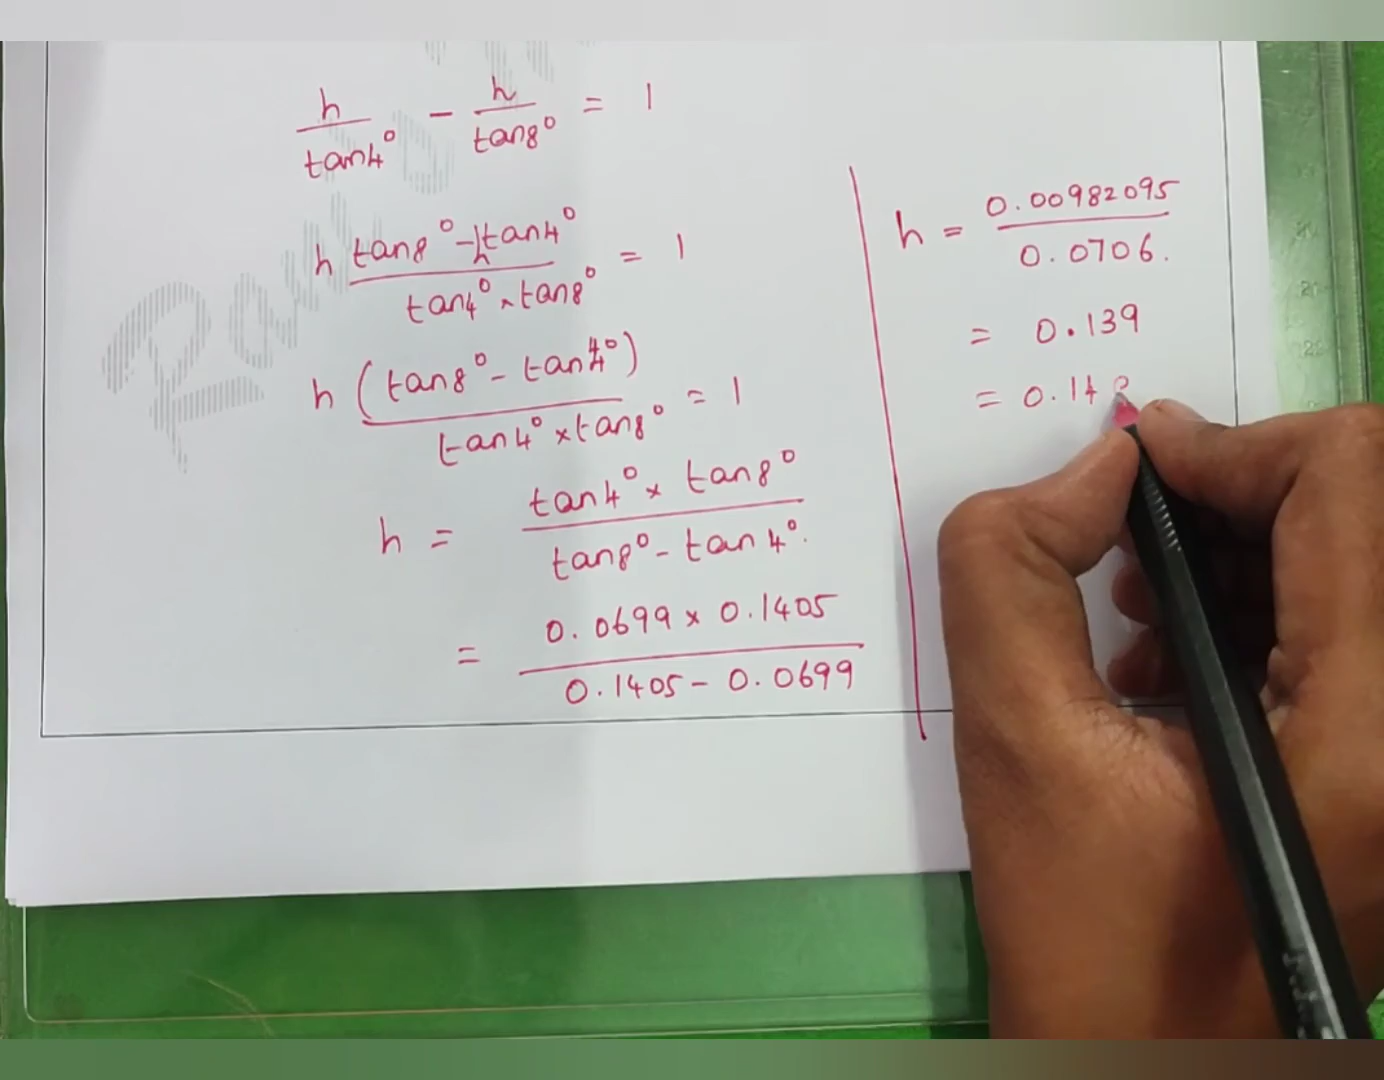 h/tan4° - h/tan8° = 1
h tan8° - h tan4° / tan4° × tan8° = 1
h (tan8° - tan4°) / tan4° × tan8° = 1
h = tan4° × tan8° / tan8° - tan4°.
= 0.0699 × 0.1405 / 0.1405 - 0.0699
h = 0.00982095 / 0.0706.
= 0.139
= 0.14